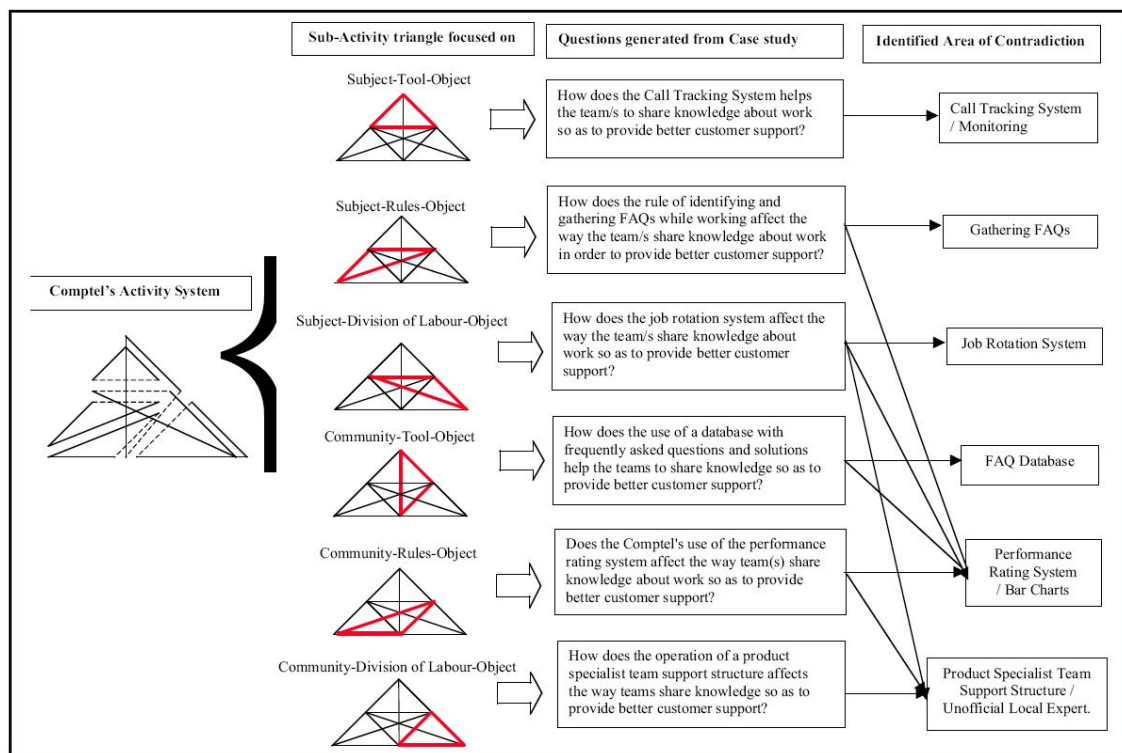 Sub-Activity triangle focused on
Questions generated from Case study
Identified Area of Contradiction
Subject-Tool-Object
How does the Call Tracking System helps
the team/s to share knowledge about work
so as to provide better customer support?
Call Tracking System
/ Monitoring
Subject-Rules-Object
How does the rule of identifying and
gathering FAQs while working affect the
way the team/s share knowledge about work
in order to provide better customer support?
Gathering FAQs
Comptel's Activity System
Subject-Division of Labour-Object
How does the job rotation system affect the
way the team/s share knowledge about
work so as to provide better customer
support?
Job Rotation System
Community-Tool-Object
How does the use of a database with
frequently asked questions and solutions
help the teams to share knowledge so as to
provide better customer support?
FAQ Database
Community-Rules-Object
Does the Comptel's use of the performance
rating system affect the way team(s) share
knowledge about work so as to provide
better customer support?
Performance
Rating System
/ Bar Charts
Community-Division of Labour-Object
How does the operation of a product
specialist team support structure affects
the way teams share knowledge so as to
provide better customer support?
Product Specialist Team
Support Structure /
Unofficial Local Expert.